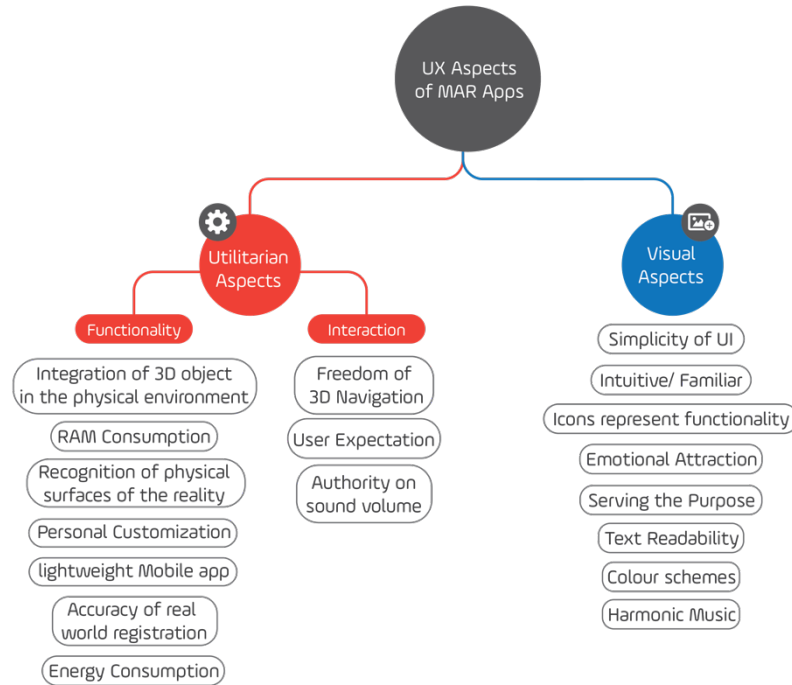 UX Aspects
of MAR Apps
Utilitarian
Aspects
Functionality
Integration of 3D object
in the physical environment
RAM Consumption
Recognition of physical
surfaces of the reality
Personal Customization
lightweight Mobile app
Accuracy of real
world registration
Energy Consumption
Interaction
Freedom of
3D Navigation
User Expectation
Authority on
sound volume
Visual
Aspects
Simplicity of UI
Intuitive/ Familiar
Icons represent functionality
Emotional Attraction
Serving the Purpose
Text Readability
Colour schemes
Harmonic Music